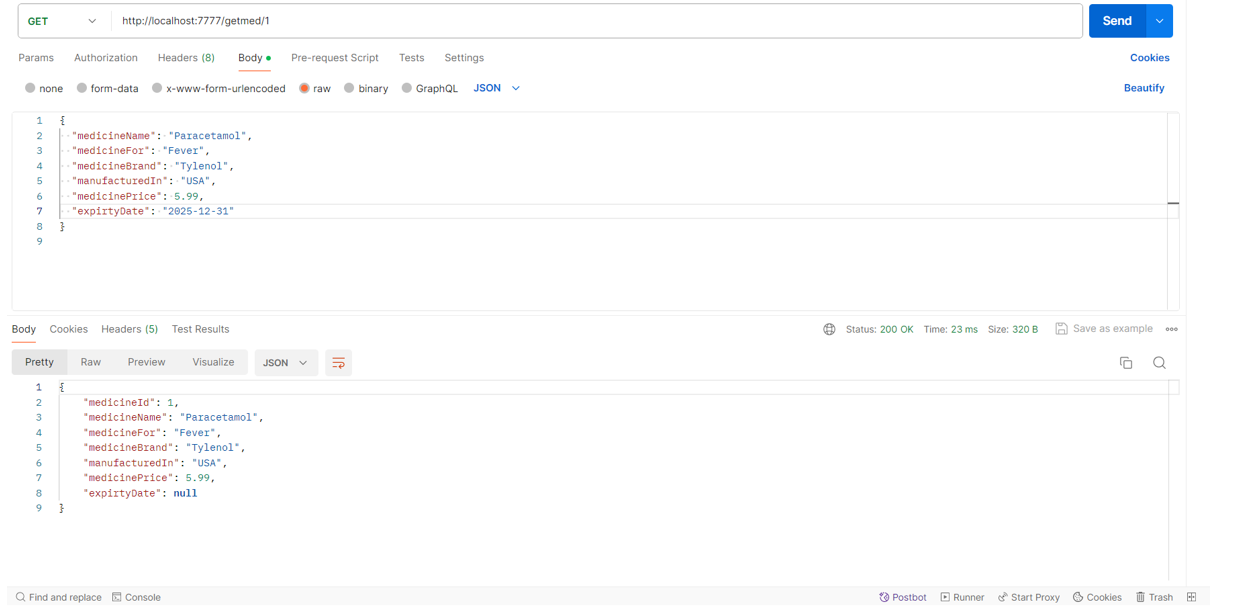 GET http://localhost:7777/getmed/1 Send
Params Authorization Headers (8) Body Pre-request Script Tests Settings Cookies
none form-data x-www-form-urlencoded raw binary GraphQL JSON Beautify
1 {
2 "medicineName": "Paracetamol",
3 "medicineFor": "Fever",
4 "medicineBrand": "Tylenol",
5 "manufacturedIn": "USA",
6 "medicinePrice": 5.99,
7 "expirtyDate": "2025-12-31"
8 }
9
Body Cookies Headers (5) Test Results Status: 200 OK Time: 23 ms Size: 320 B Save as example
Pretty Raw Preview Visualize JSON
1 {
2 "medicineId": 1,
3 "medicineName": "Paracetamol",
4 "medicineFor": "Fever",
5 "medicineBrand": "Tylenol",
6 "manufacturedIn": "USA",
7 "medicinePrice": 5.99,
8 "expirtyDate": null
9 }
Find and replace Console Postbot Runner Start Proxy Cookies Trash